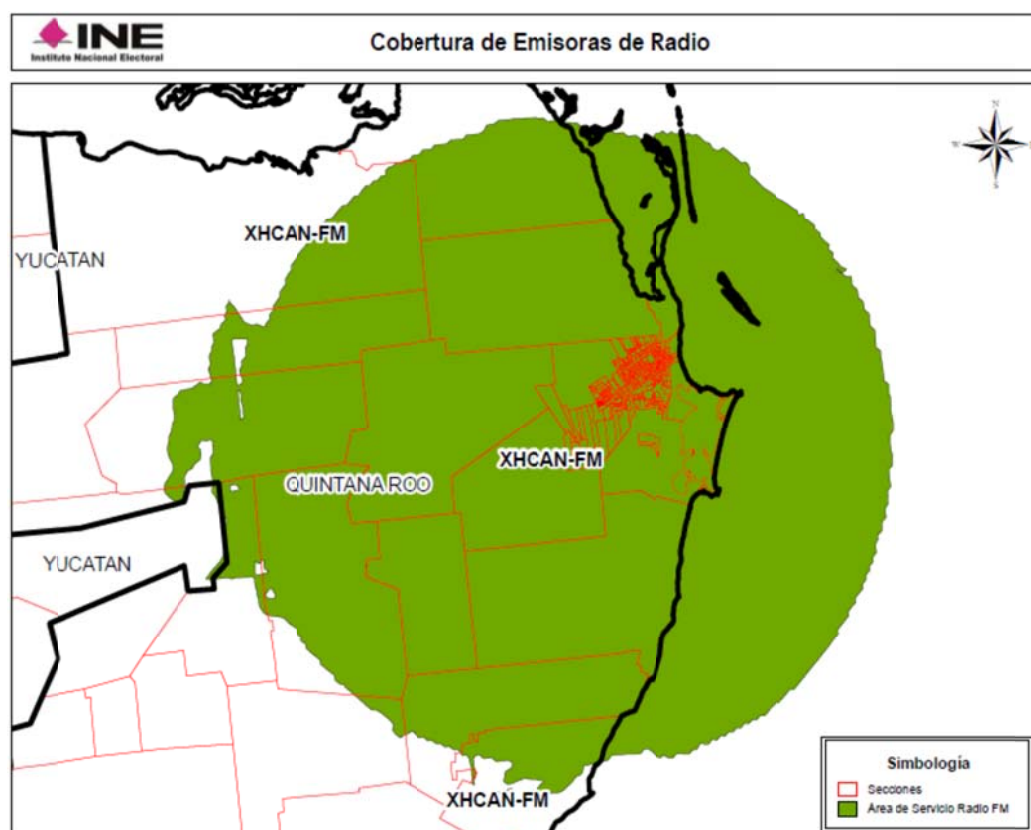 INE
Instituto Nacional Electoral
Cobertura de Emisoras de Radio
N
W
S
XHCAN-FM
YUCATAN
XHCAN-FM
QUINTANA ROO
YUCATAN
XHCAN-FM
Simbología
Secciones
Área de Servicio Radio FM